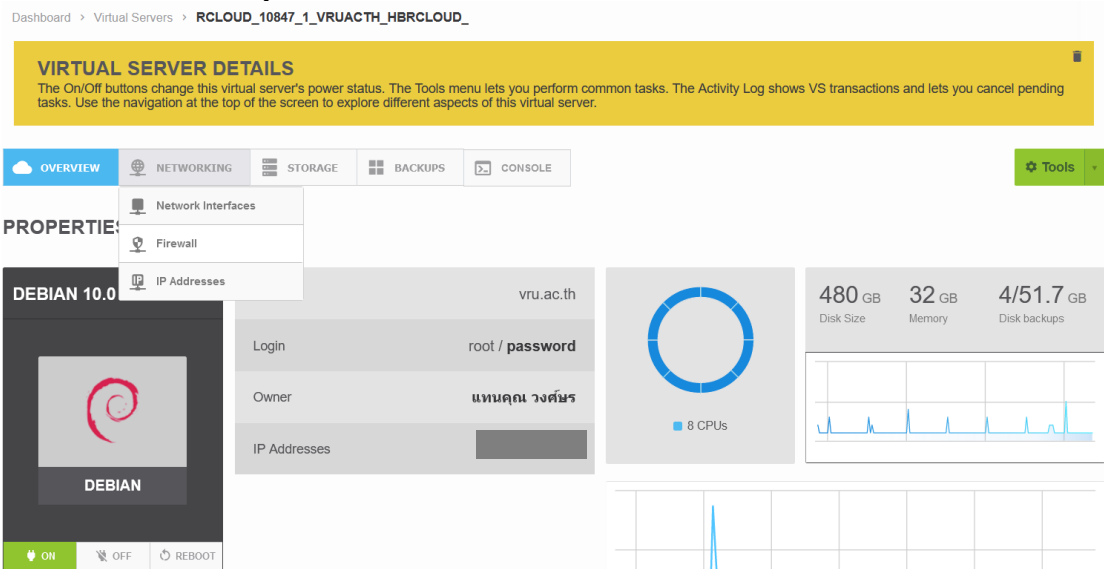 Dashboard > Virtual Servers > RCLOUD_10847_1_VRUACTH_HBRCLOUD_
VIRTUAL SERVER DETAILS
The On/Off buttons change this virtual server's power status. The Tools menu lets you perform common tasks. The Activity Log shows VS transactions and lets you cancel pending
tasks. Use the navigation at the top of the screen to explore different aspects of this virtual server.
OVERVIEW NETWORKING STORAGE BACKUPS CONSOLE Tools
Network Interfaces
PROPERTIES
Firewall
IP Addresses
DEBIAN 10.0
vru.ac.th
Login root / password
Owner แทนคุณ วงศ์ษร
IP Addresses
DEBIAN
ON OFF REBOOT
8 CPUs
480 GB 32 GB 4/51.7 GB
Disk Size Memory Disk backups